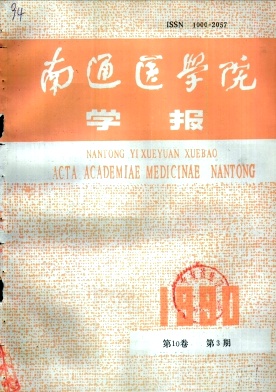 94
ISSN 1000-2057
南通医学院
学报
NANTONG YIXUEYUAN XUEBAO
ACTA ACADEMIAE MEDICINAE NANTONG
1990
第10卷 第3期